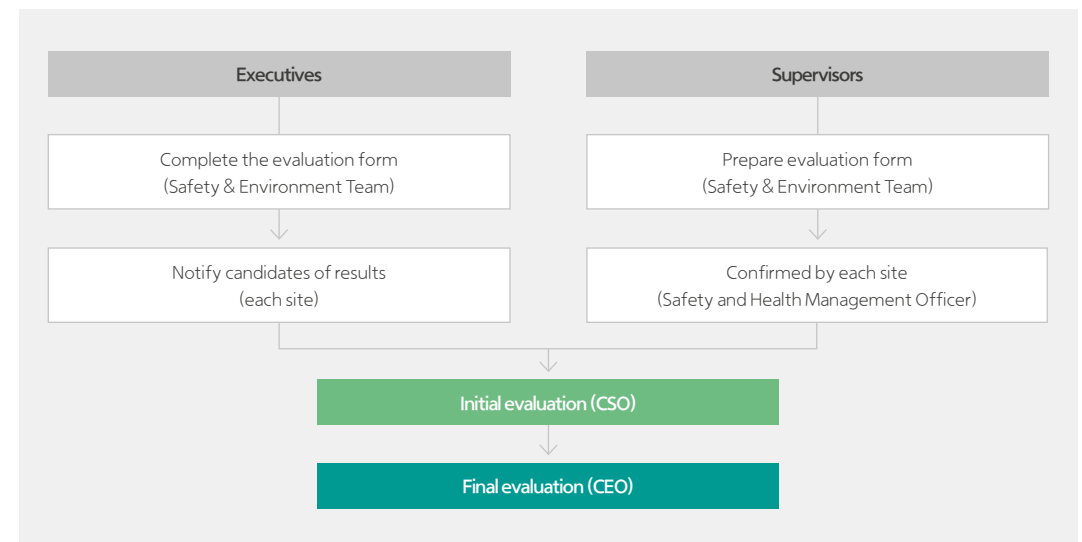 Executives
Complete the evaluation form
(Safety & Environment Team)
Notify candidates of results
(each site)
Supervisors
Prepare evaluation form
(Safety & Environment Team)
Confirmed by each site
(Safety and Health Management Officer)
Initial evaluation (CSO)
Final evaluation (CEO)